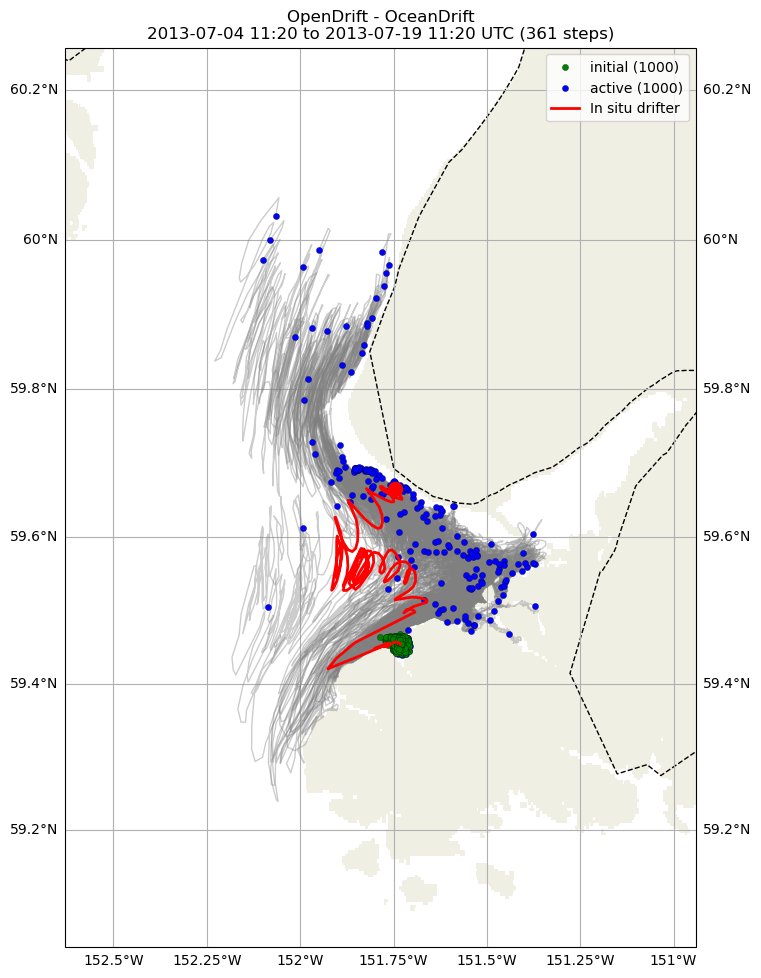 OpenDrift - OceanDrift
2013-07-04 11:20 to 2013-07-19 11:20 UTC (361 steps)
initial (1000)
active (1000)
In situ drifter
60.2°N 60.2°N
60°N 60°N
59.8°N 59.8°N
59.6°N 59.6°N
59.4°N 59.4°N
59.2°N 59.2°N
152.5°W 152.25°W 152°W 151.75°W 151.5°W 151.25°W 151°W